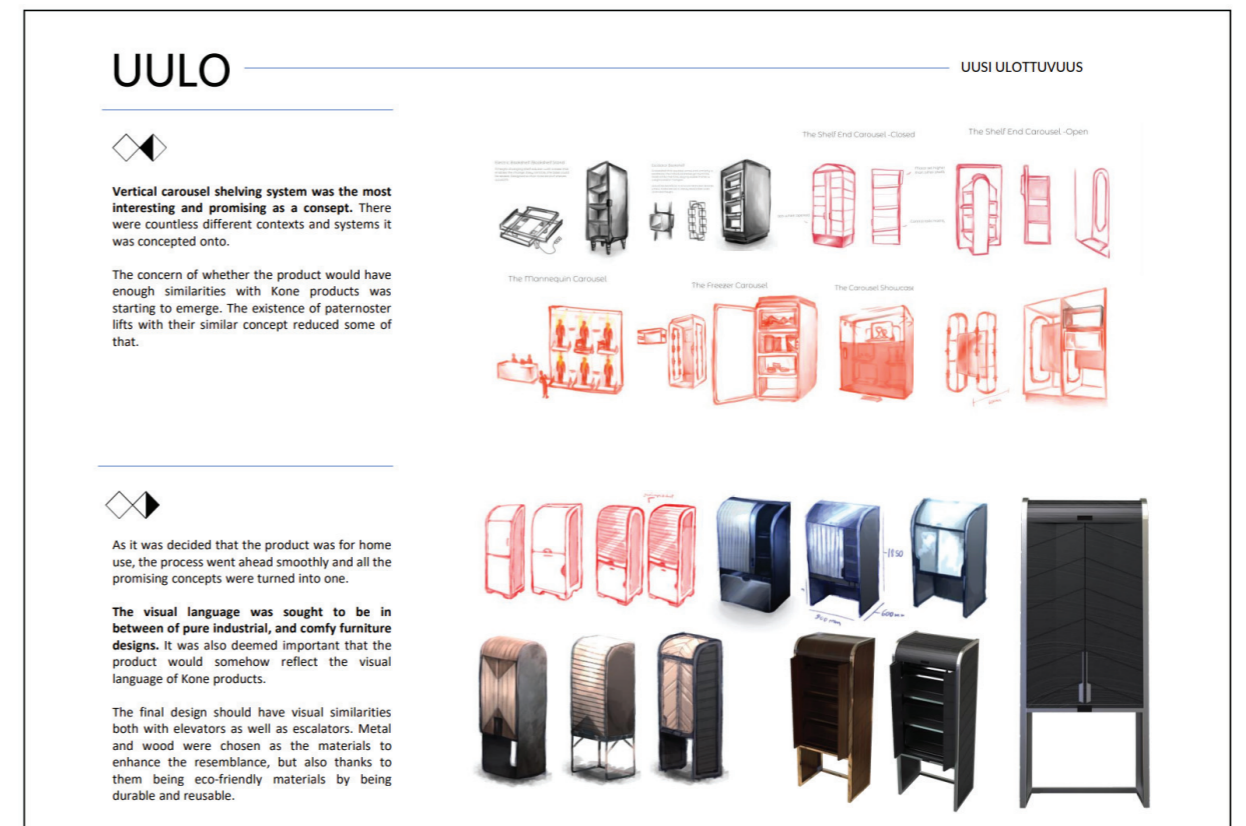 UULO
UUSI ULOTTUVUUS
Vertical carousel shelving system was the most
interesting and promising as a consept. There
were countless different contexts and systems it
was concepted onto.
The concern of whether the product would have
enough similarities with Kone products was
starting to emerge. The existence of paternoster
lifts with their similar concept reduced some of
that.
The Shelf End Carousel -Closed
The Shelf End Carousel -Open
The Mannequin Carousel
The Freezer Carousel
The Carousel Showcase
As it was decided that the product was for home
use, the process went ahead smoothly and all the
promising concepts were turned into one.
The visual language was sought to be in
between of pure industrial, and comfy furniture
designs. It was also deemed important that the
product would somehow reflect the visual
language of Kone products.
The final design should have visual similarities
both with elevators as well as escalators. Metal
and wood were chosen as the materials to
enhance the resemblance, but also thanks to
them being eco-friendly materials by being
durable and reusable.
-1850